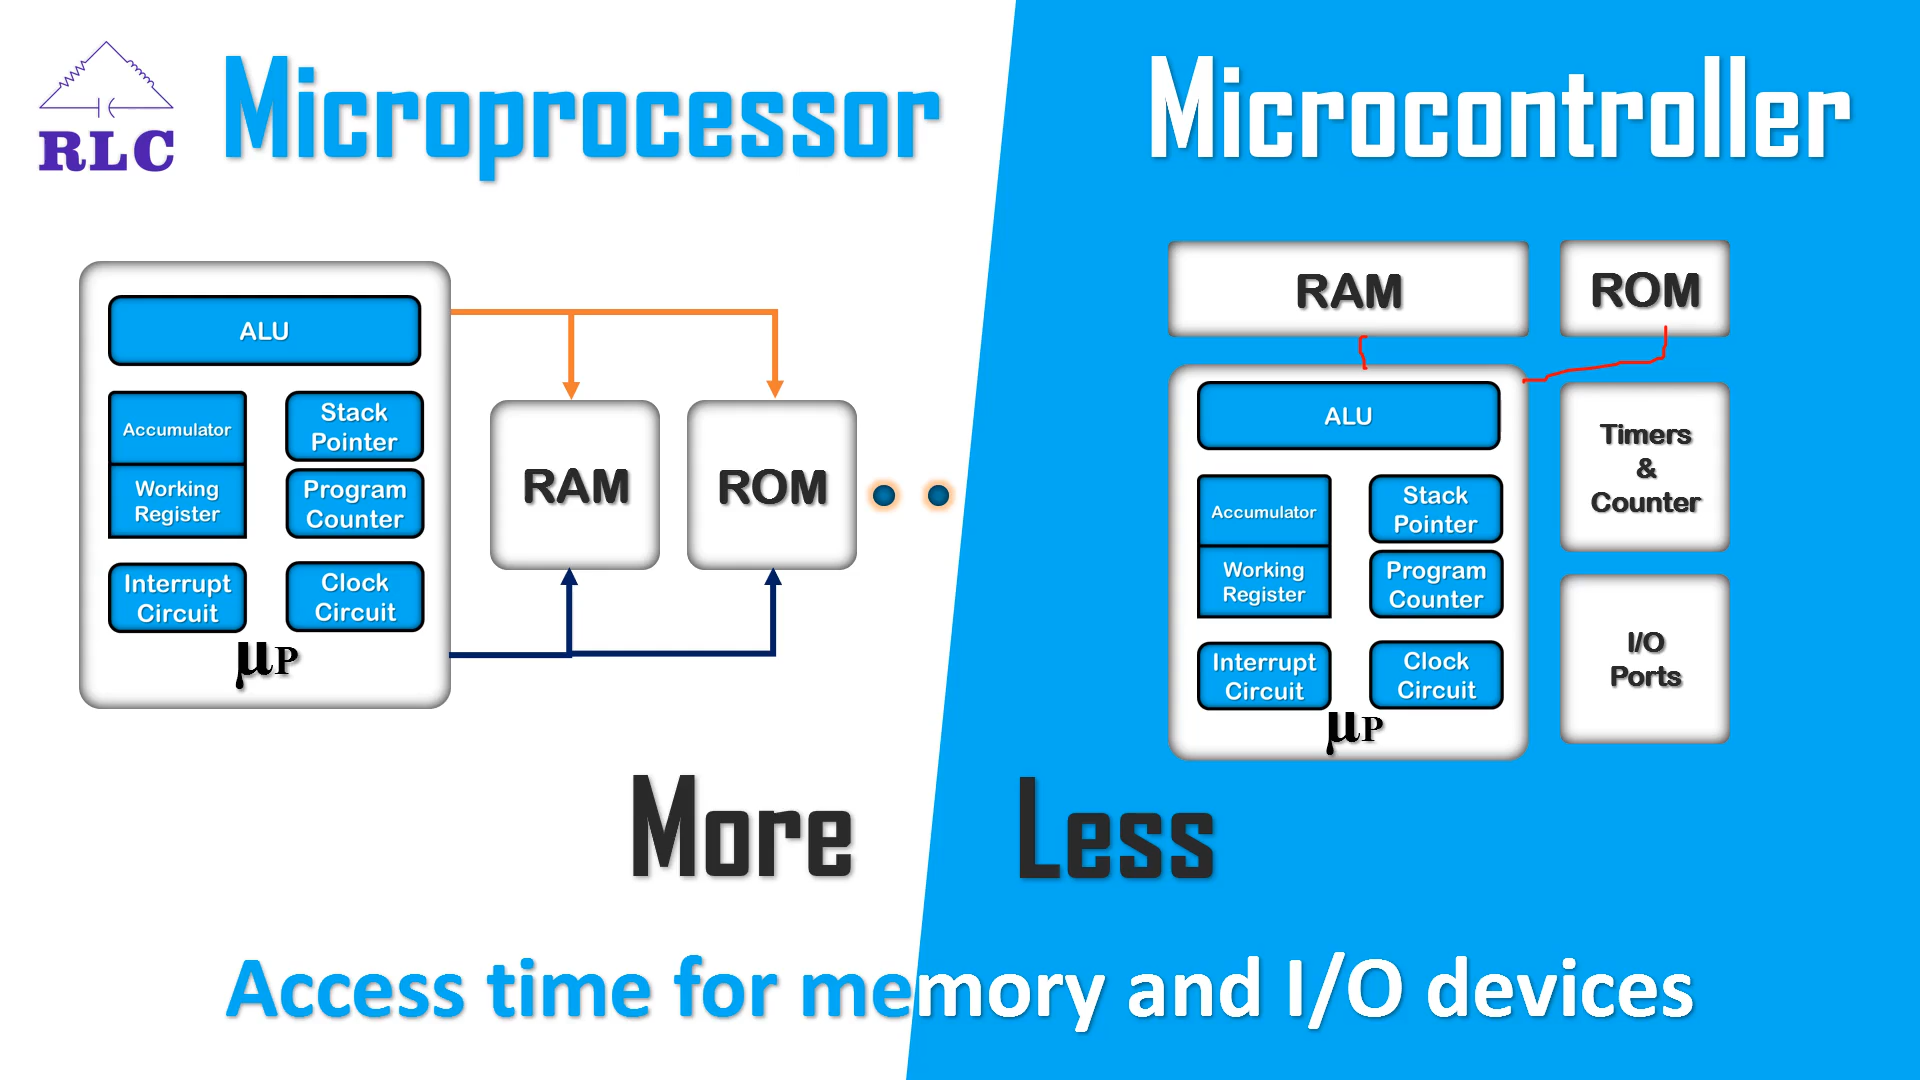 RLC
Microprocessor
Microcontroller
ALU
Accumulator
Working
Register
Stack
Pointer
Program
Counter
Interrupt
Circuit
Clock
Circuit
μP
RAM
ROM
RAM
ROM
ALU
Accumulator
Working
Register
Stack
Pointer
Program
Counter
Interrupt
Circuit
Clock
Circuit
μP
Timers
&
Counter
I/O
Ports
More
Less
Access time for memory and I/O devices